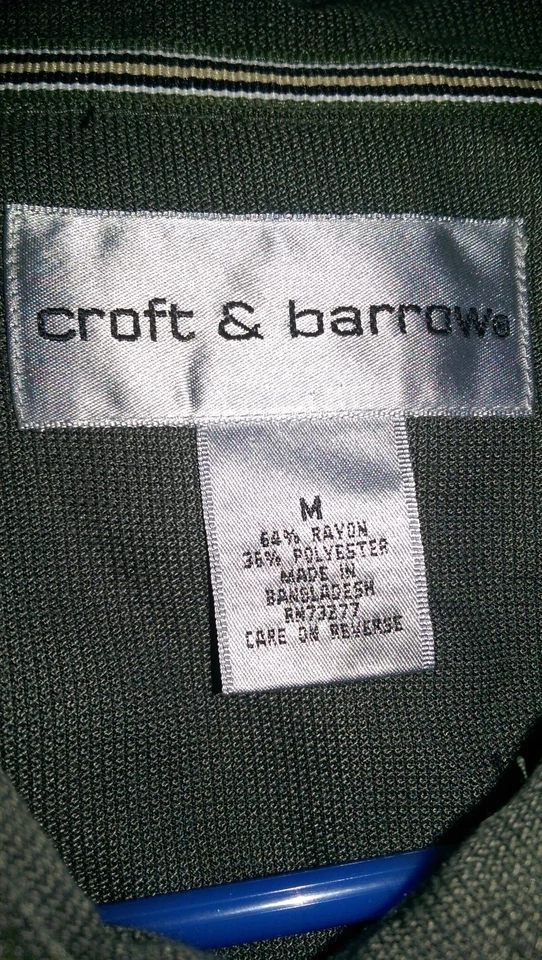 croft & barrow®
M
64% RAYON
36% POLYESTER
MADE IN
BANGLADESH
RN73277
CARE ON REVERSE